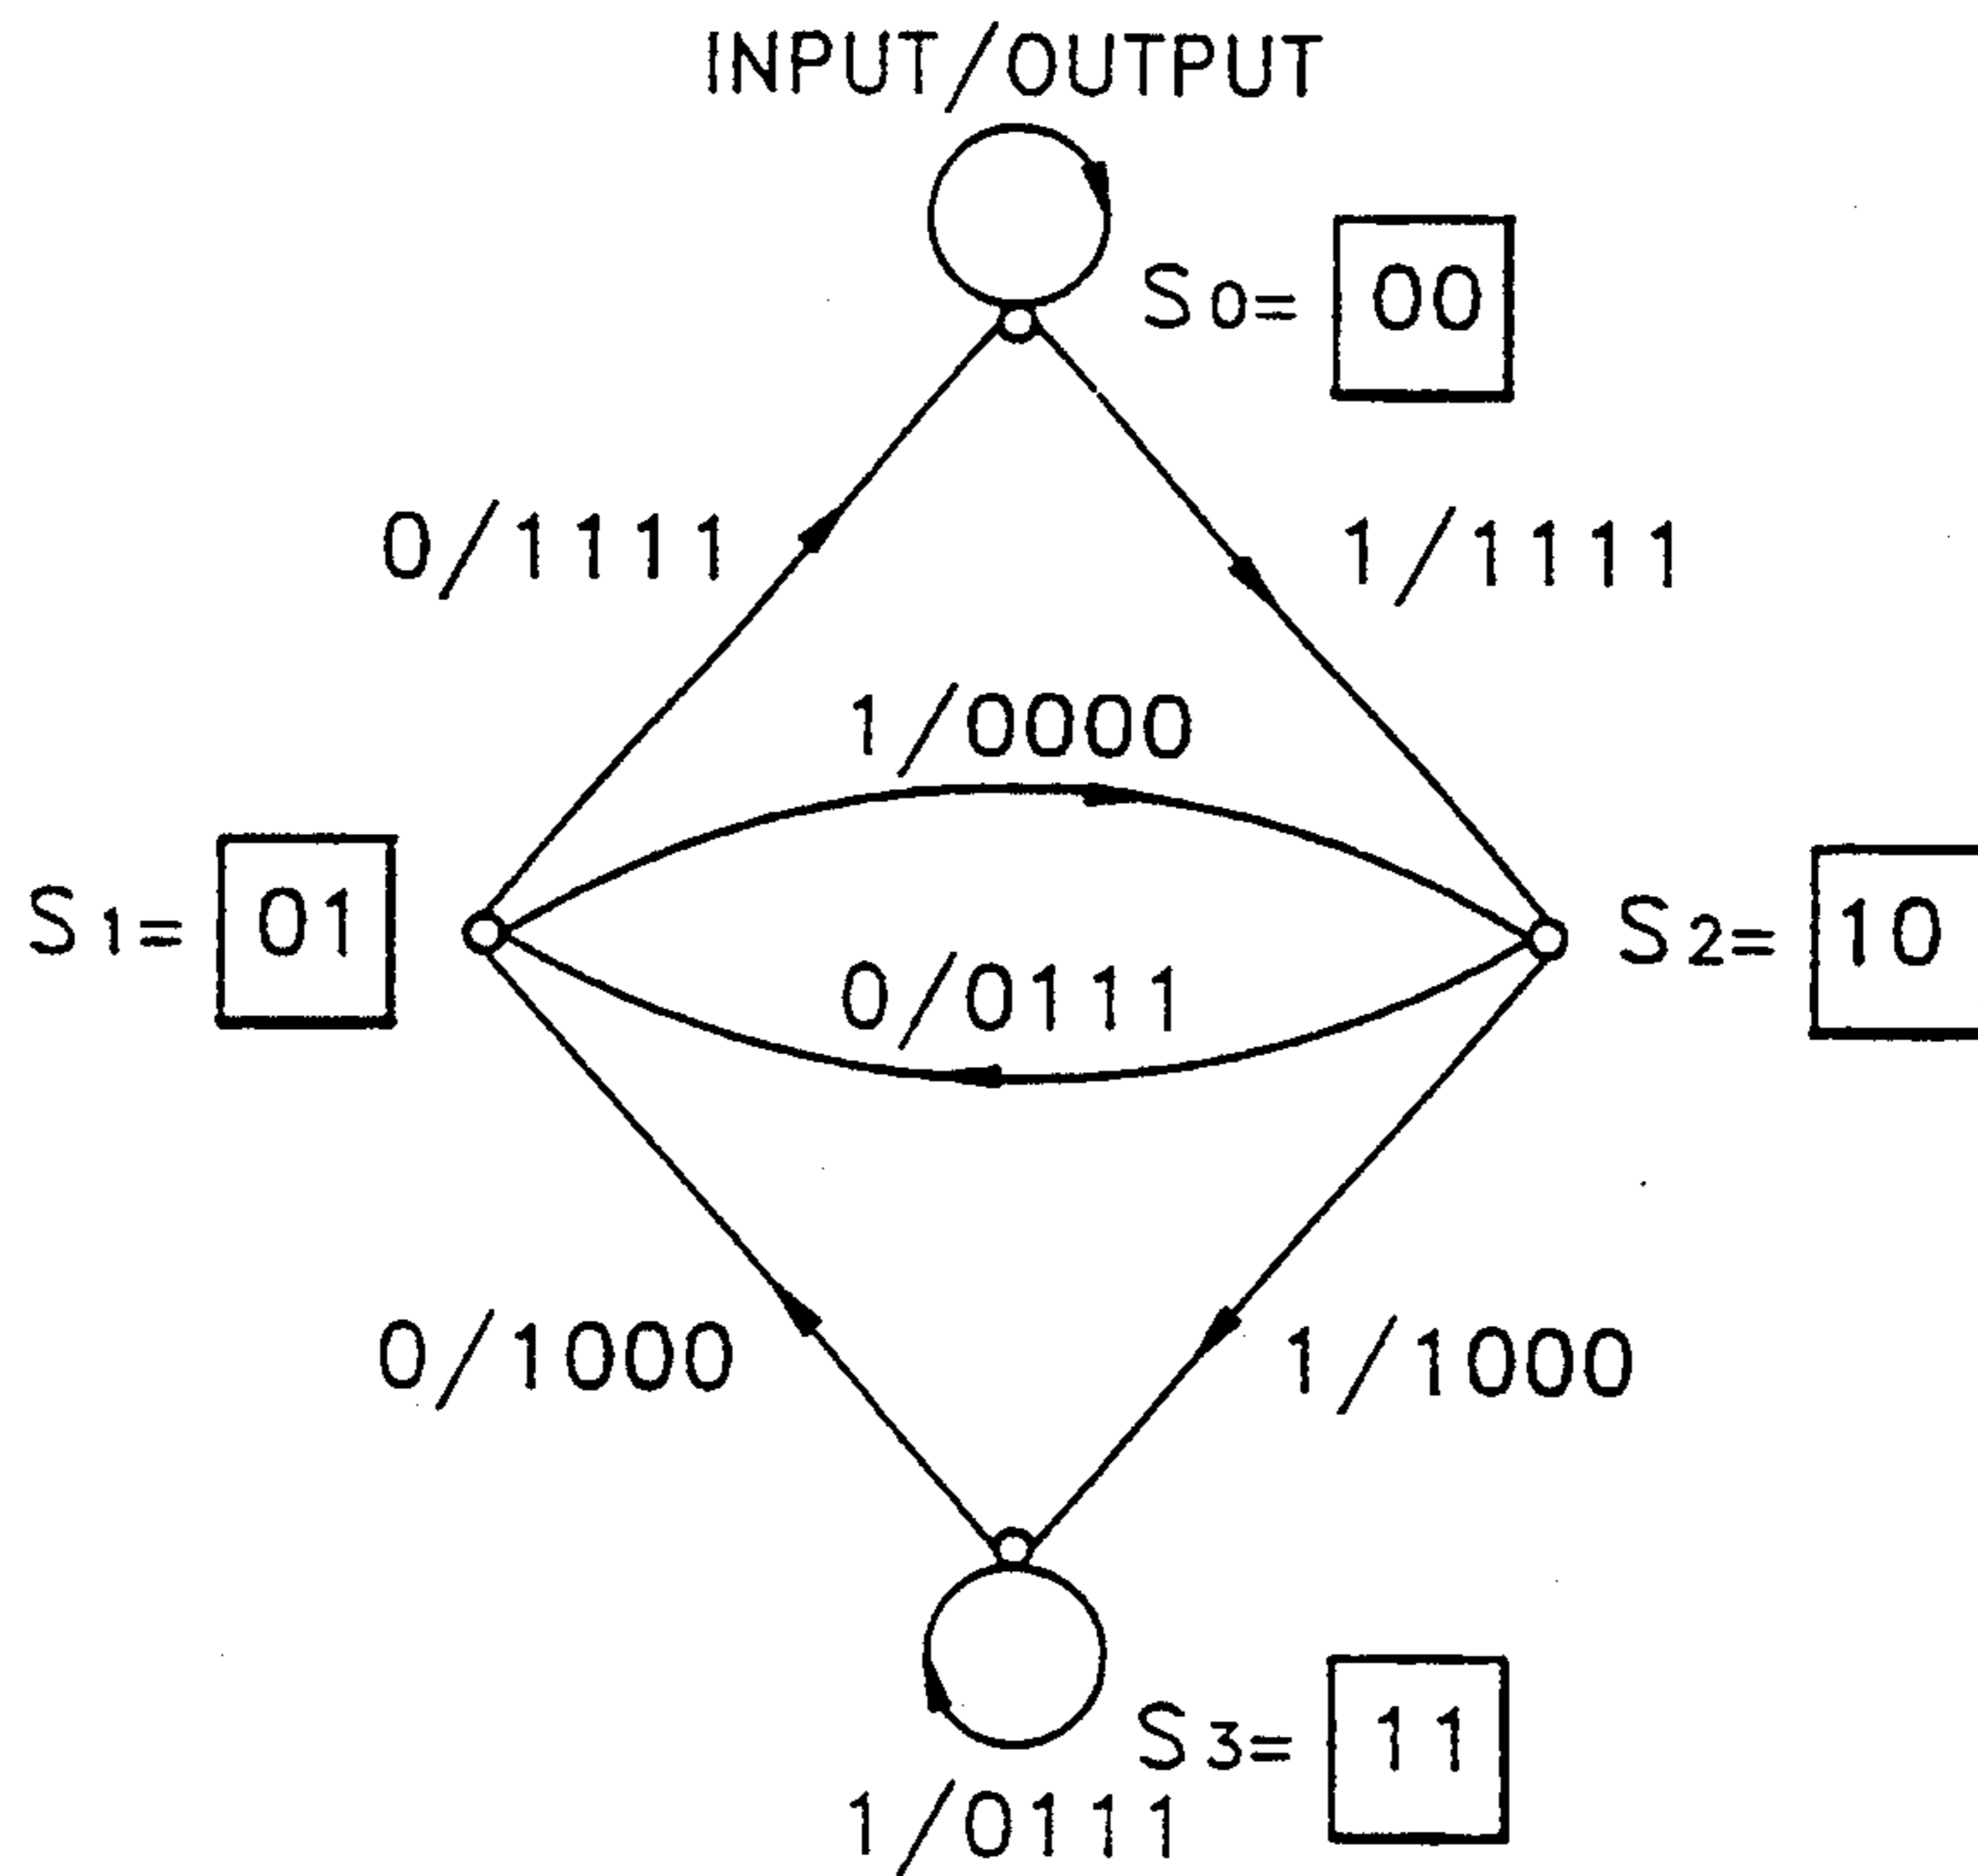 INPUT/OUTPUT
S0= 00
0/1111
1/1111
1/0000
S1= 01
0/0111
S2= 10
0/1000
1/1000
S3= 11
1/0111